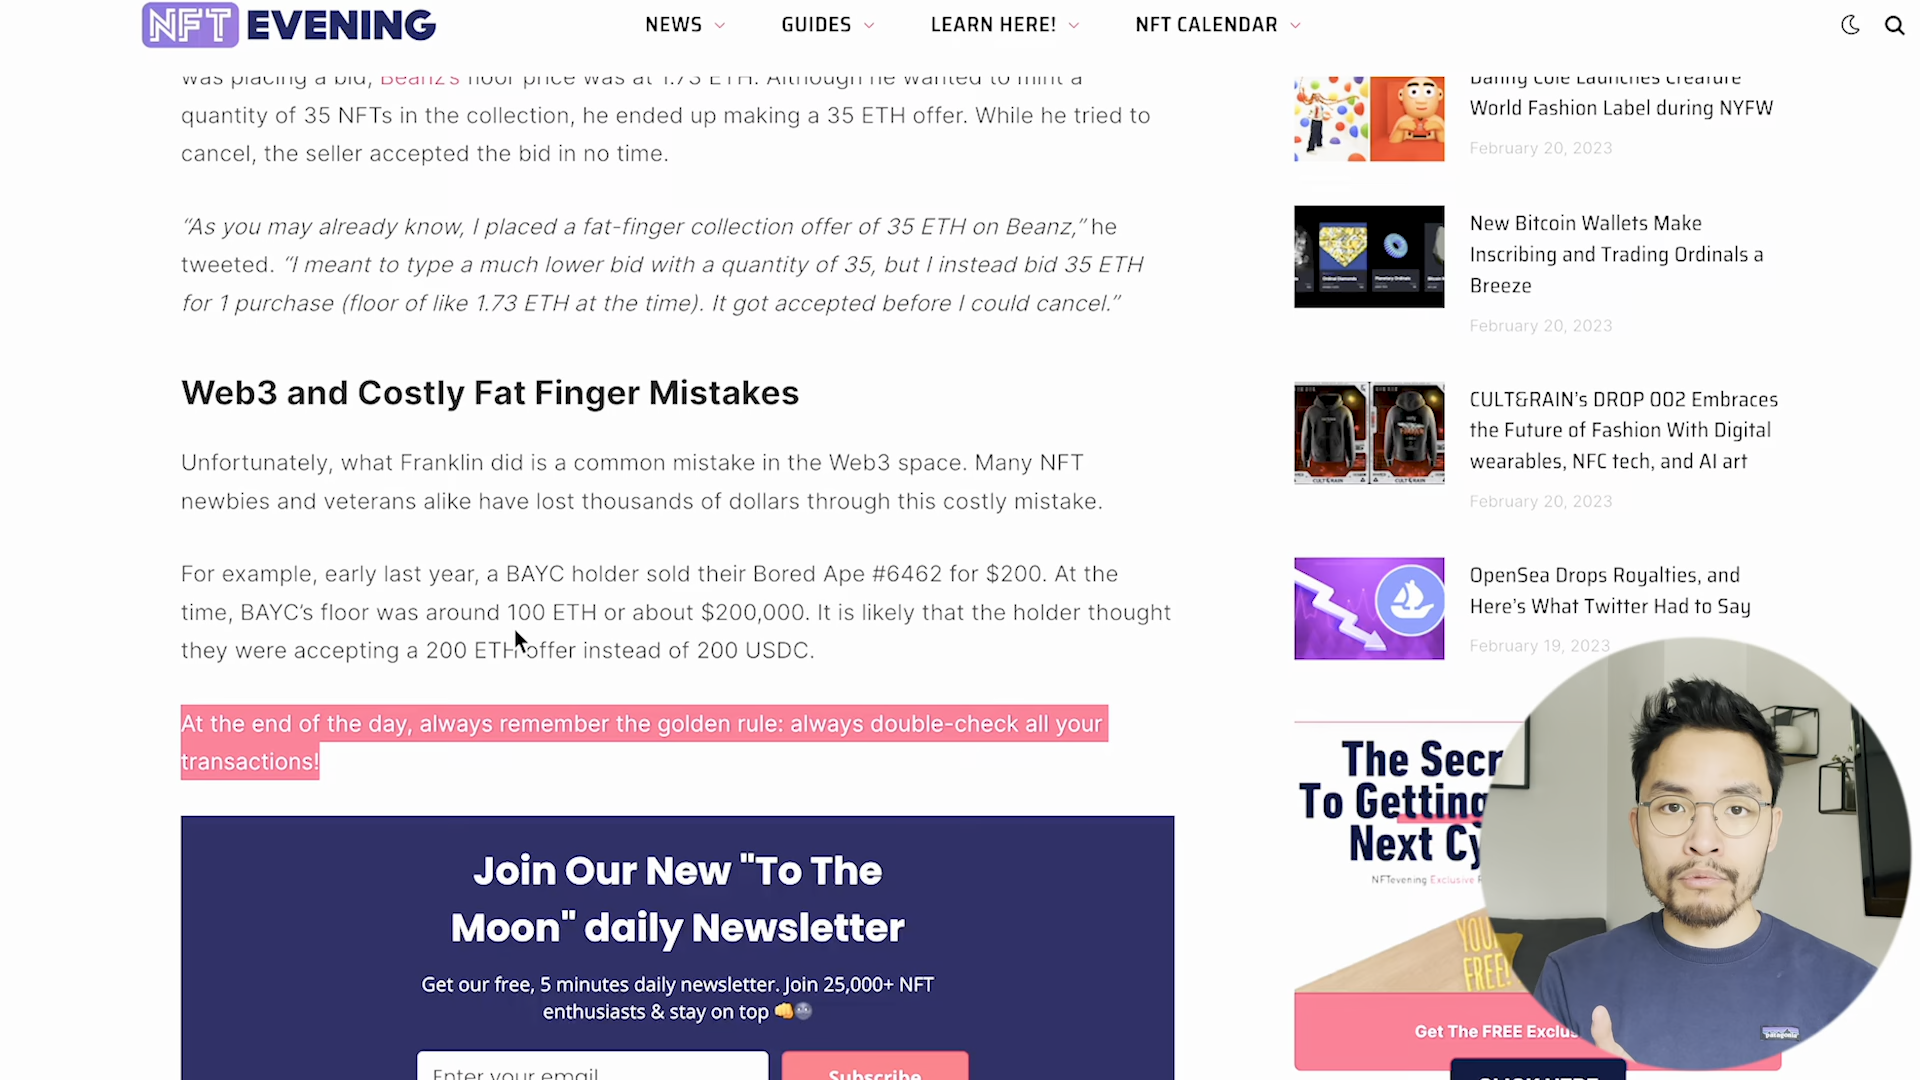 NFT EVENING
NEWS
GUIDES
LEARN HERE!
NFT CALENDAR
was placing a bid, Beanz's floor price was at 1.73 ETH. Although he wanted to mint a
quantity of 35 NFTs in the collection, he ended up making a 35 ETH offer. While he tried to
cancel, the seller accepted the bid in no time.
“As you may already know, I placed a fat-finger collection offer of 35 ETH on Beanz,” he
tweeted. “I meant to type a much lower bid with a quantity of 35, but I instead bid 35 ETH
for 1 purchase (floor of like 1.73 ETH at the time). It got accepted before I could cancel.”
Web3 and Costly Fat Finger Mistakes
Unfortunately, what Franklin did is a common mistake in the Web3 space. Many NFT
newbies and veterans alike have lost thousands of dollars through this costly mistake.
For example, early last year, a BAYC holder sold their Bored Ape #6462 for $200. At the
time, BAYC’s floor was around 100 ETH or about $200,000. It is likely that the holder thought
they were accepting a 200 ETH offer instead of 200 USDC.
At the end of the day, always remember the golden rule: always double-check all your
transactions!
Join Our New "To The
Moon" daily Newsletter
Get our free, 5 minutes daily newsletter. Join 25,000+ NFT
enthusiasts & stay on top 👊🌚
Enter your email
Subscribe
Danny Cole Launches Creature
World Fashion Label during NYFW
February 20, 2023
New Bitcoin Wallets Make
Inscribing and Trading Ordinals a
Breeze
February 20, 2023
CULT&RAIN’s DROP 002 Embraces
the Future of Fashion With Digital
wearables, NFC tech, and AI art
February 20, 2023
OpenSea Drops Royalties, and
Here’s What Twitter Had to Say
February 19, 2023
The Secr
To Getting
Next Cy
NFTevening Exclusive
YOUR
FREE!
Get The FREE Exclus
CLICK HERE
patagonia